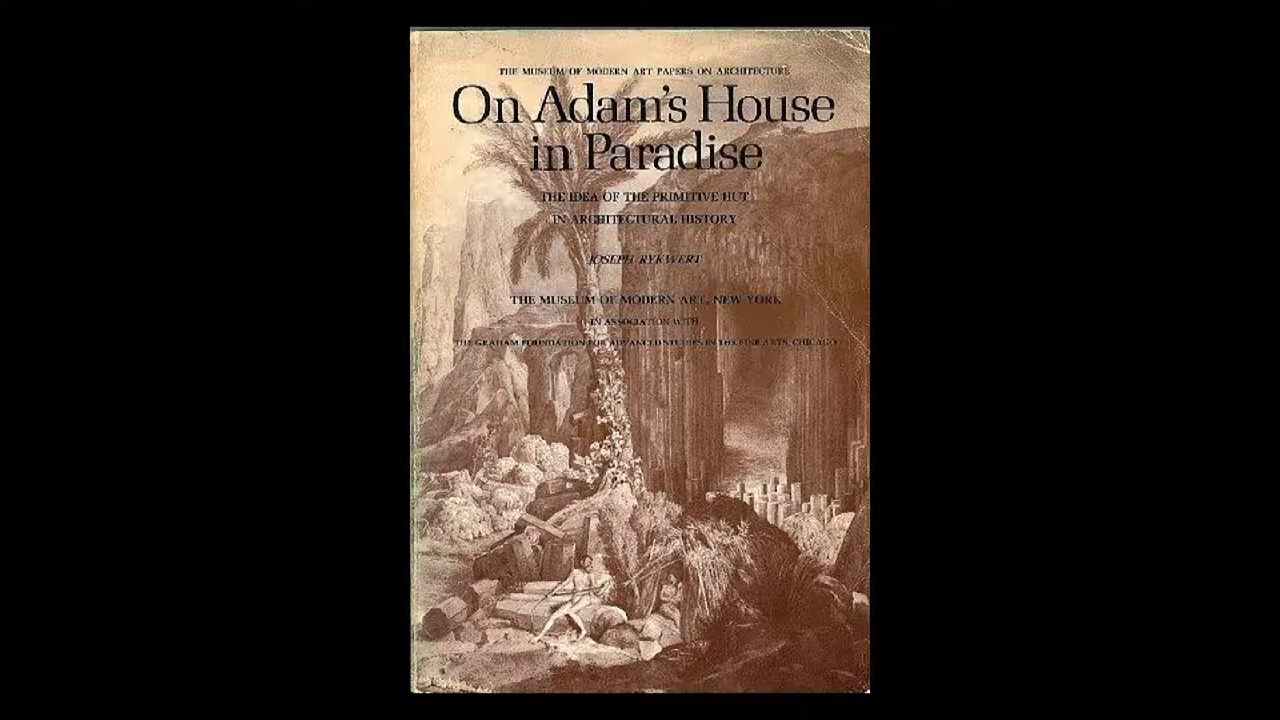 THE MUSEUM OF MODERN ART PAPERS ON ARCHITECTURE
On Adam's House
in Paradise
THE IDEA OF THE PRIMITIVE HUT
IN ARCHITECTURAL HISTORY
JOSEPH RYKWERT
THE MUSEUM OF MODERN ART, NEW YORK
IN ASSOCIATION WITH
THE GRAHAM FOUNDATION FOR ADVANCED STUDIES IN THE FINE ARTS, CHICAGO